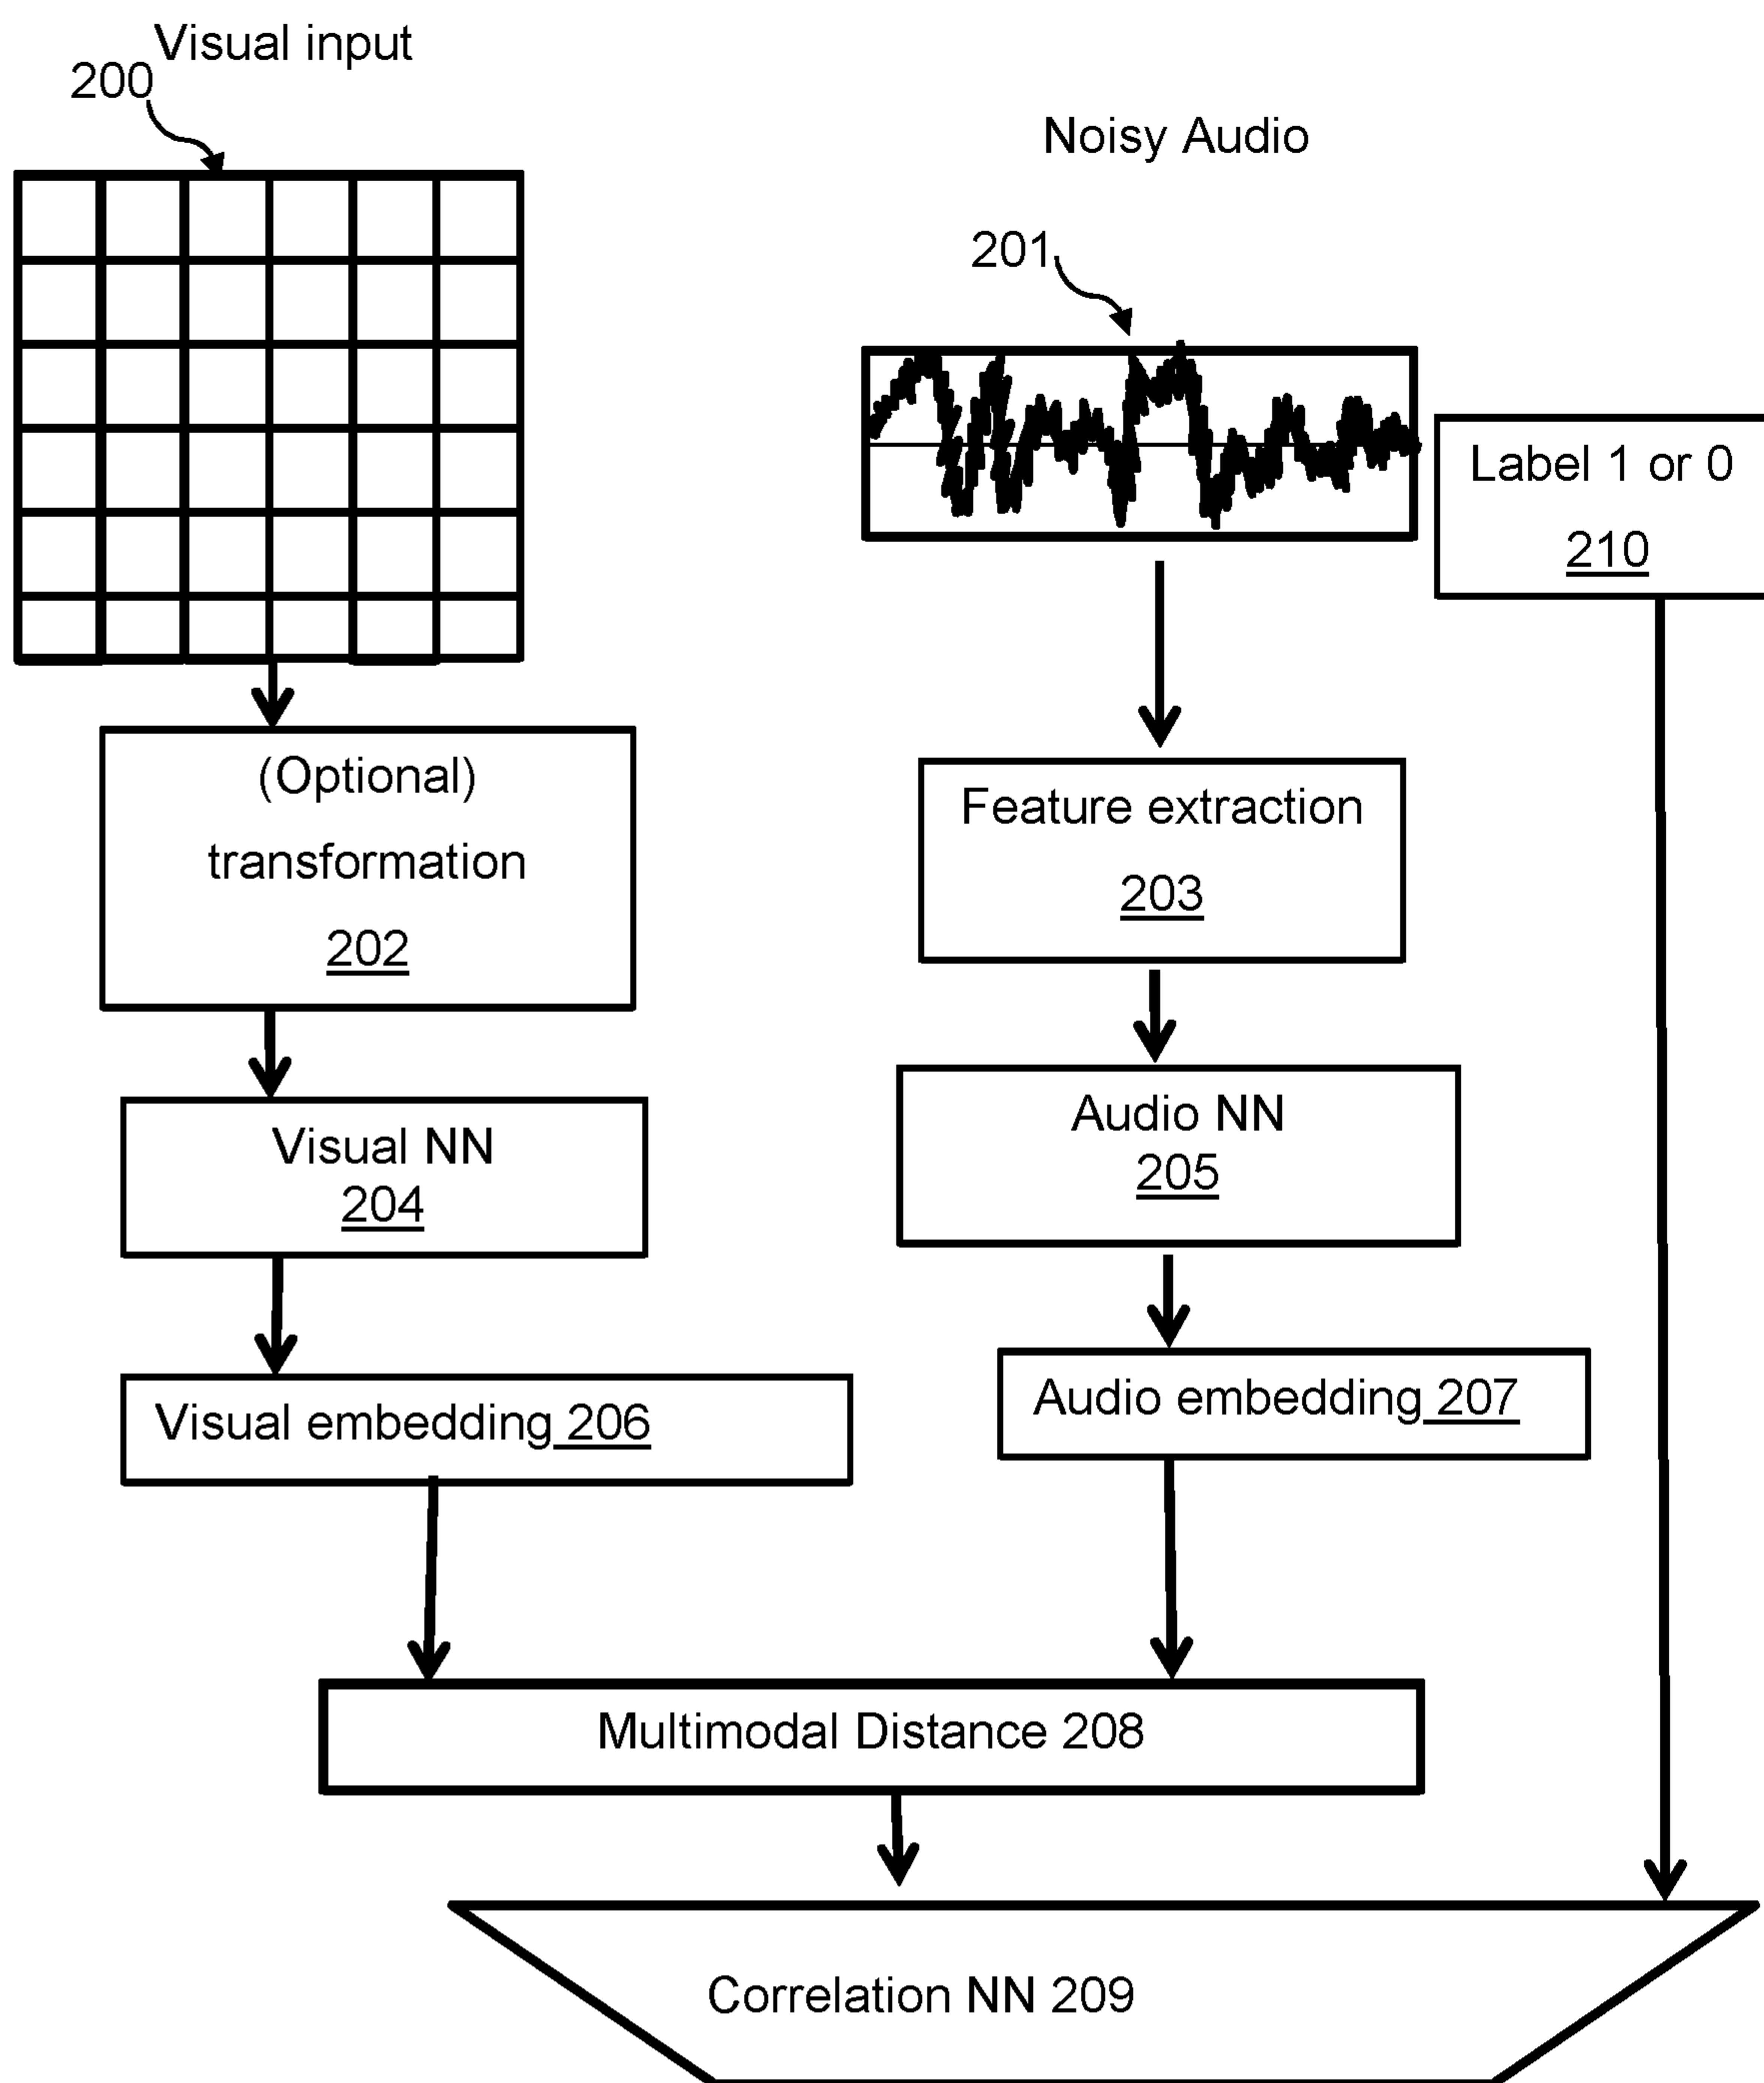 Visual input
200
Noisy Audio
201
Label 1 or 0
210
(Optional)
transformation
202
Feature extraction
203
Visual NN
204
Audio NN
205
Visual embedding 206
Audio embedding 207
Multimodal Distance 208
Correlation NN 209